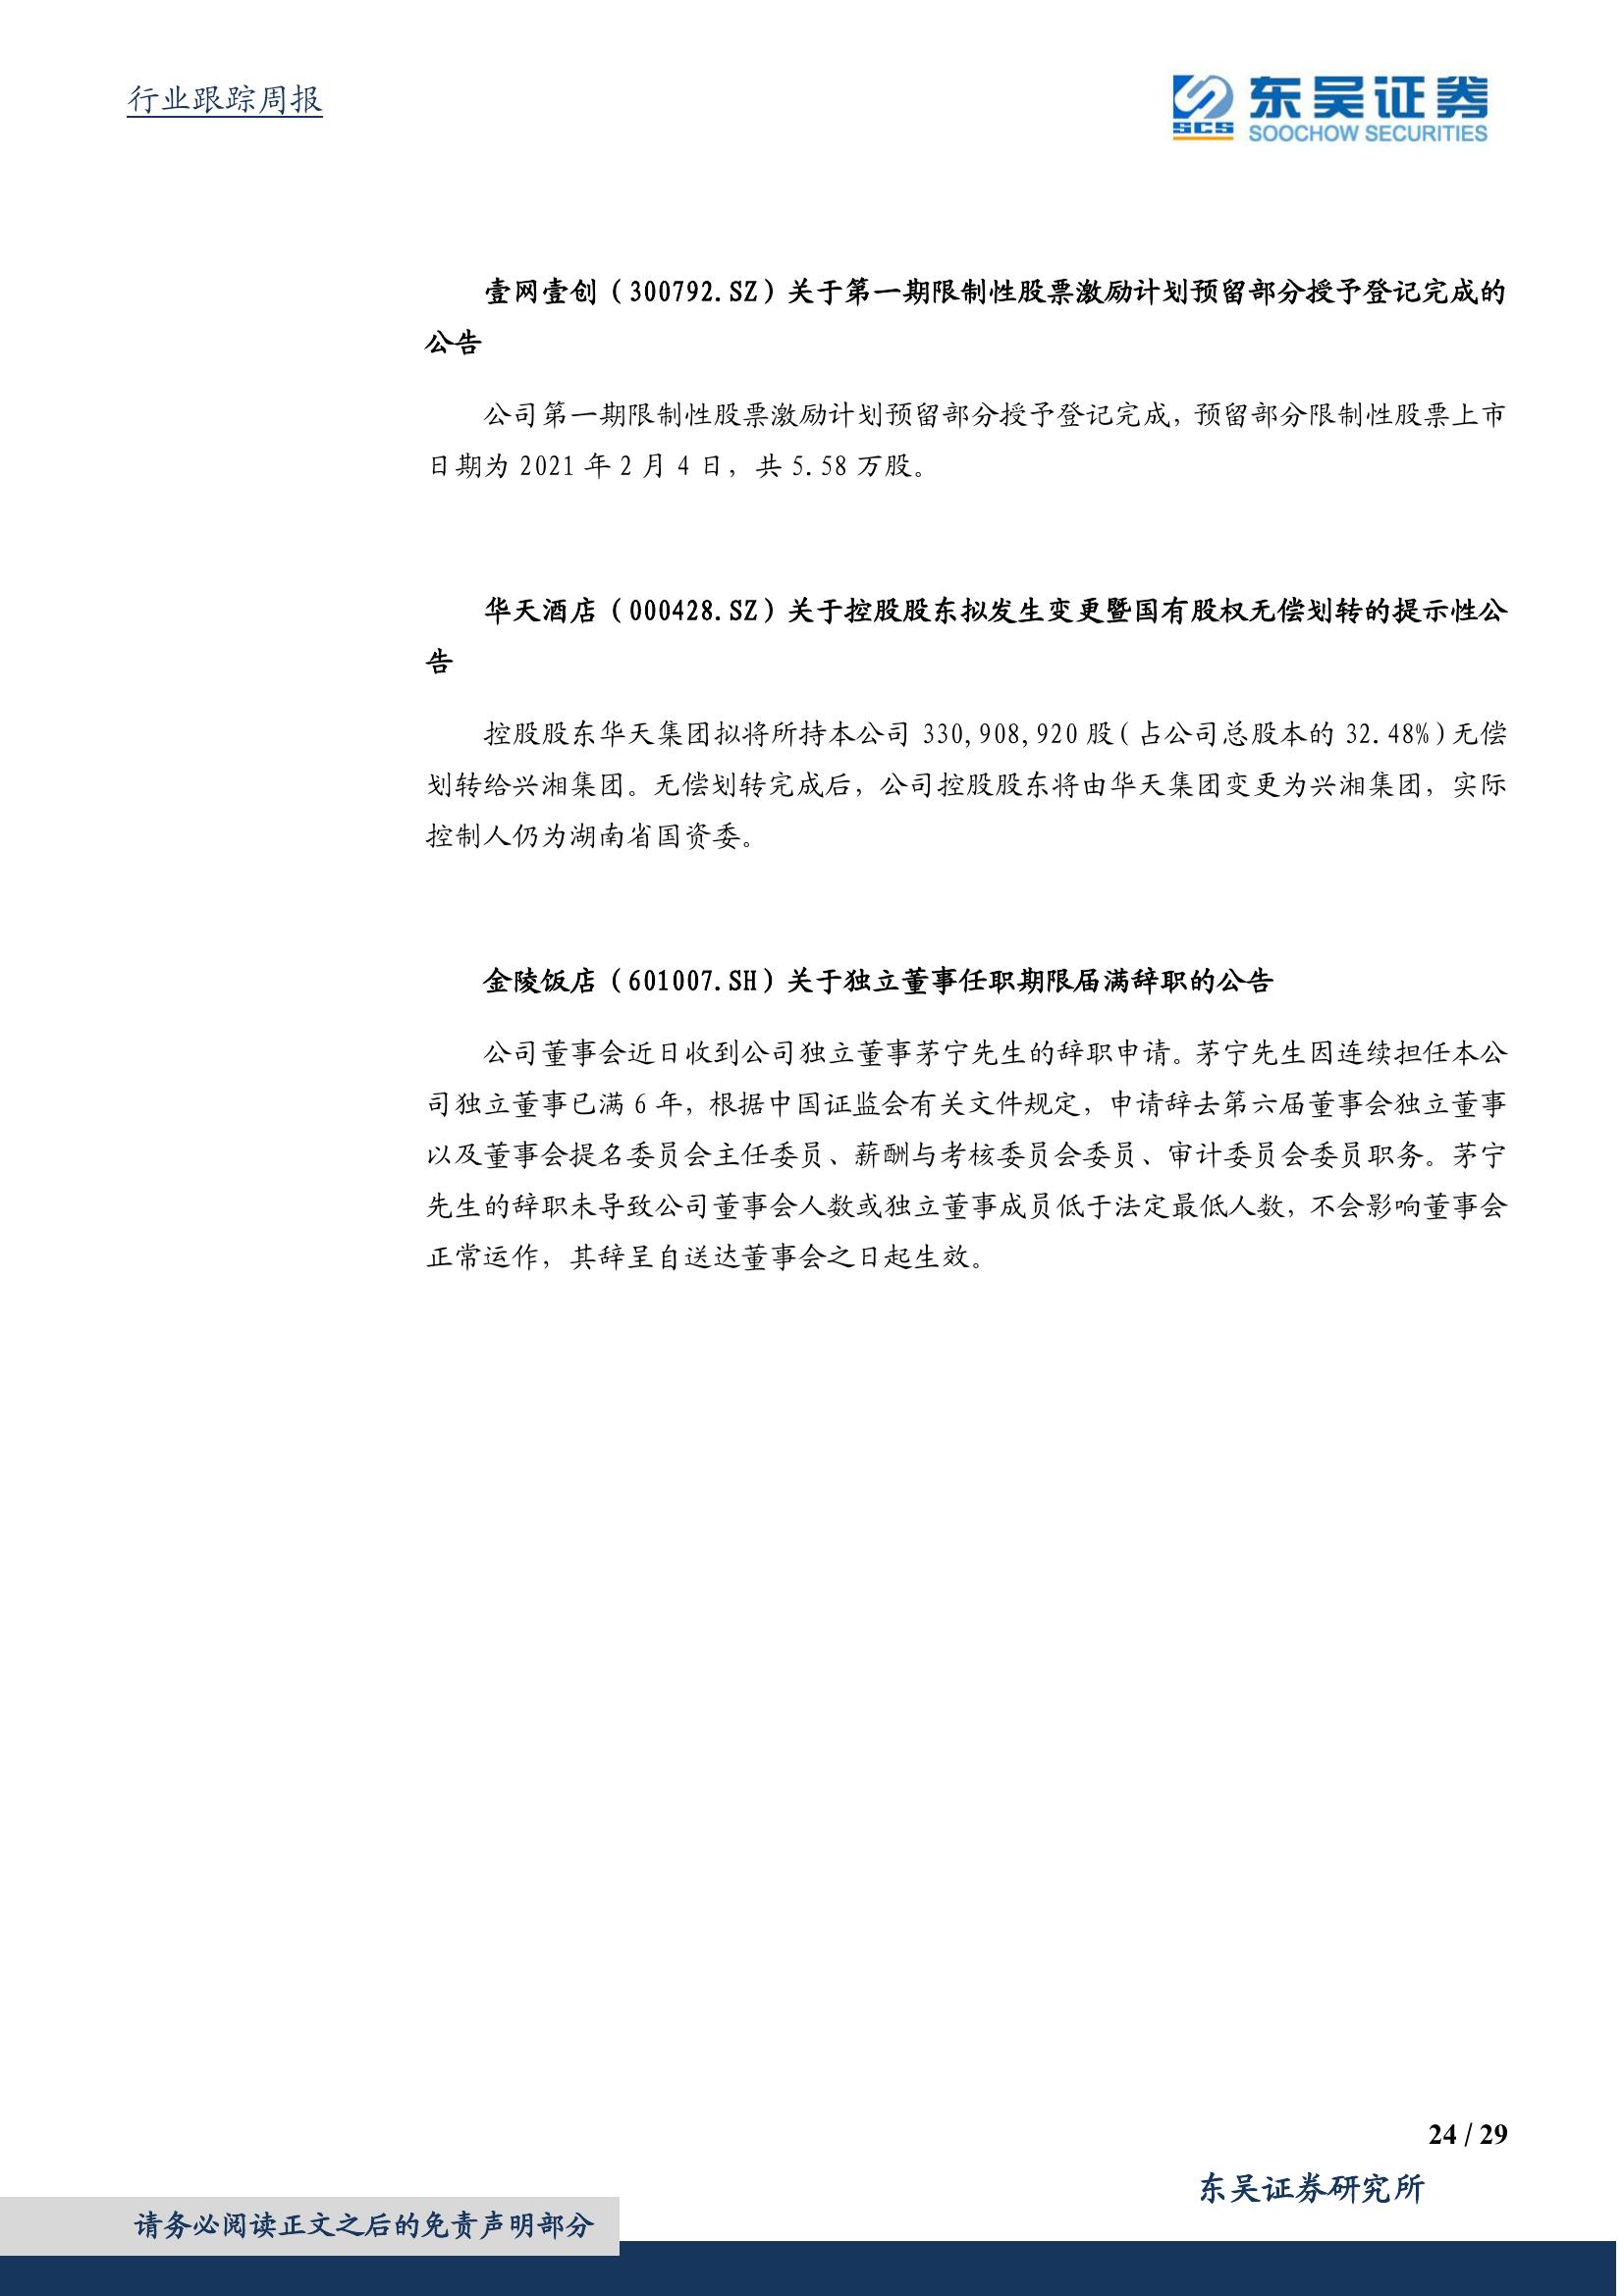 行业跟踪周报
SCS 东吴证券
SOOCHOW SECURITIES
壹网壹创（300792.SZ）关于第一期限制性股票激励计划预留部分授予登记完成的
公告
公司第一期限制性股票激励计划预留部分授予登记完成，预留部分限制性股票上市
日期为 2021 年 2 月 4 日，共 5.58 万股。
华天酒店（000428.SZ）关于控股股东拟发生变更暨国有股权无偿划转的提示性公
告
控股股东华天集团拟将所持本公司 330,908,920 股（占公司总股本的 32.48%）无偿
划转给兴湘集团。无偿划转完成后，公司控股股东将由华天集团变更为兴湘集团，实际
控制人仍为湖南省国资委。
金陵饭店（601007.SH）关于独立董事任职期限届满辞职的公告
公司董事会近日收到公司独立董事茅宁先生的辞职申请。茅宁先生因连续担任本公
司独立董事已满 6 年，根据中国证监会有关文件规定，申请辞去第六届董事会独立董事
以及董事会提名委员会主任委员、薪酬与考核委员会委员、审计委员会委员职务。茅宁
先生的辞职未导致公司董事会人数或独立董事成员低于法定最低人数，不会影响董事会
正常运作，其辞呈自送达董事会之日起生效。
24 / 29
东吴证券研究所
请务必阅读正文之后的免责声明部分